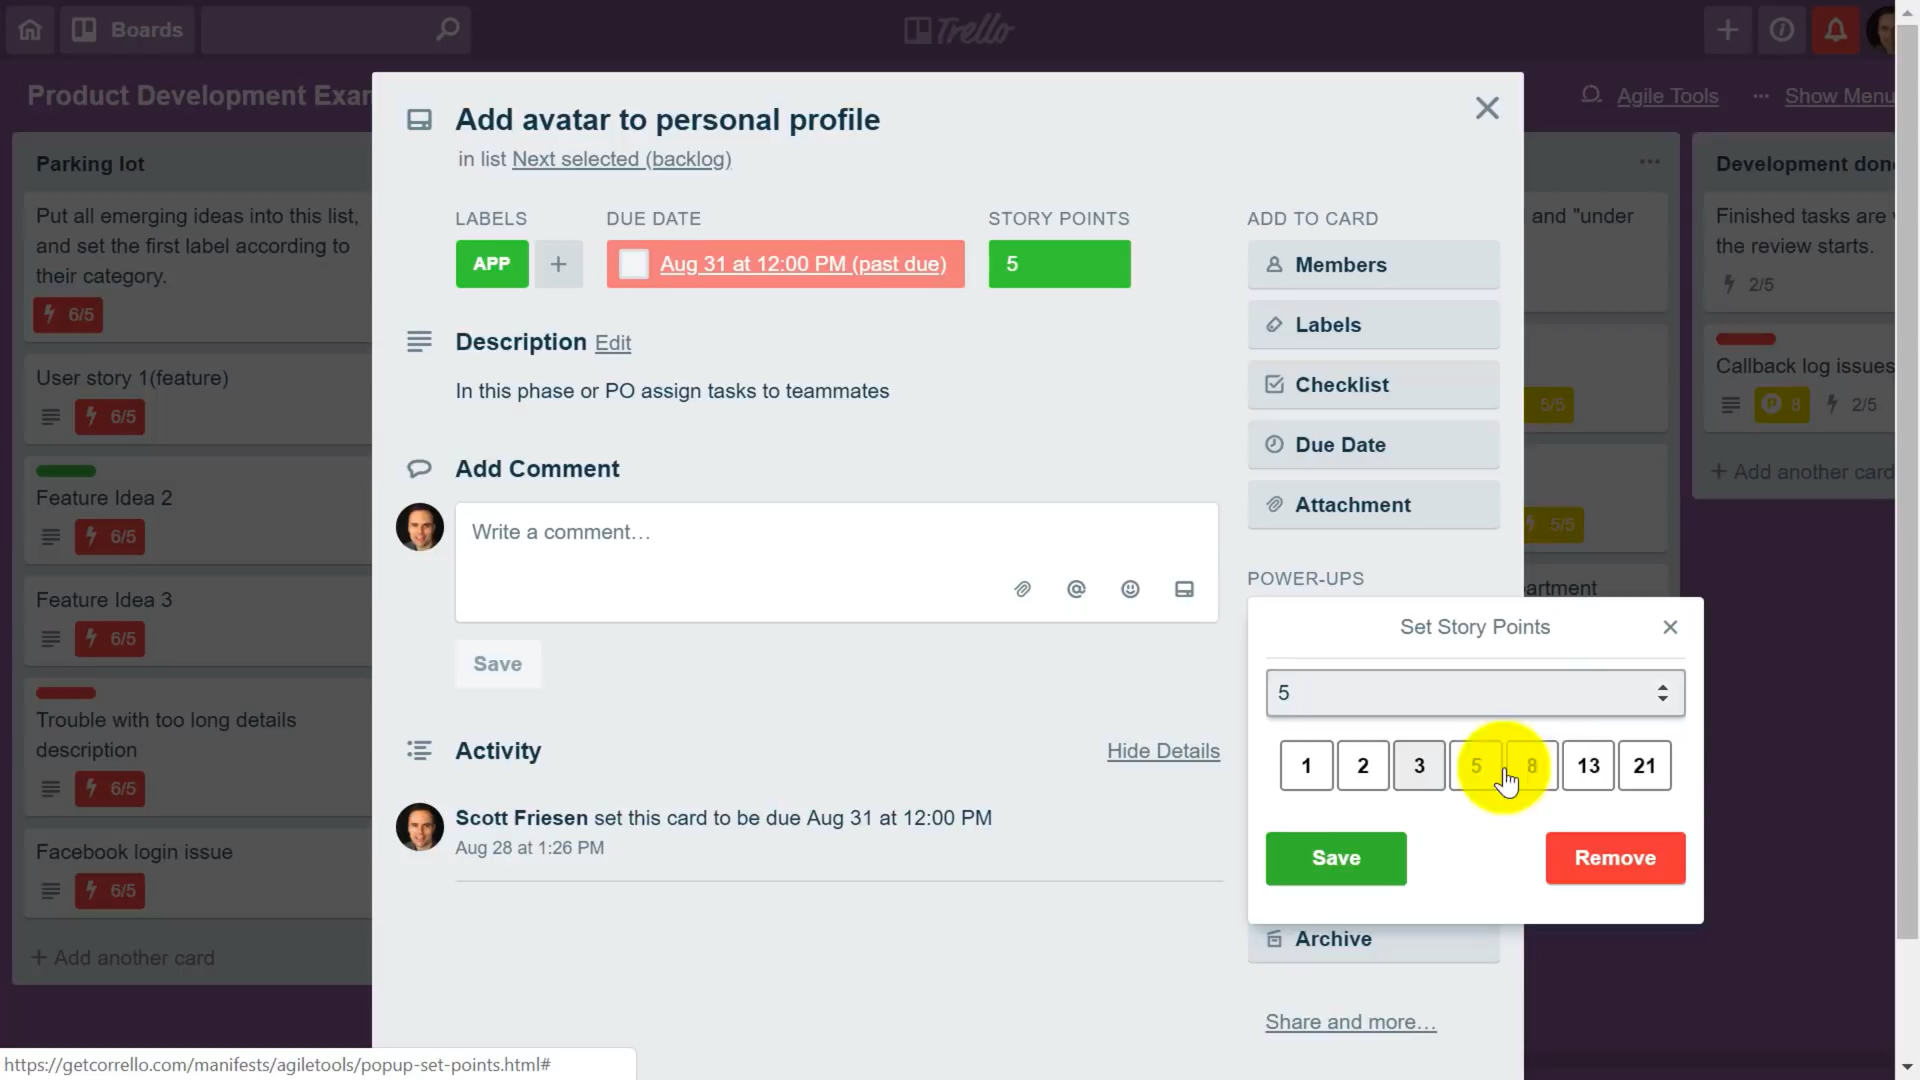 Boards
Trello
Product Development Exar
Agile Tools
Show Menu
Parking lot
Put all emerging ideas into this list,
and set the first label according to
their category.
6/5
User story 1(feature)
6/5
Feature Idea 2
6/5
Feature Idea 3
6/5
Trouble with too long details
description
6/5
Facebook login issue
6/5
+ Add another card
Add avatar to personal profile
in list Next selected (backlog)
LABELS
DUE DATE
STORY POINTS
APP
+
Aug 31 at 12:00 PM (past due)
5
Description Edit
In this phase or PO assign tasks to teammates
Add Comment
Write a comment…
@
Save
Activity
Hide Details
Scott Friesen set this card to be due Aug 31 at 12:00 PM
Aug 28 at 1:26 PM
ADD TO CARD
Members
Labels
Checklist
Due Date
Attachment
POWER-UPS
Set Story Points
5
1 2 3 5 8 13 21
Save
Remove
Archive
Share and more…
and "under
5/5
5/5
artment
Development done
Finished tasks are
the review starts.
2/5
Callback log issues
P 8
2/5
+ Add another card
https://getcorrello.com/manifests/agiletools/popup-set-points.html#